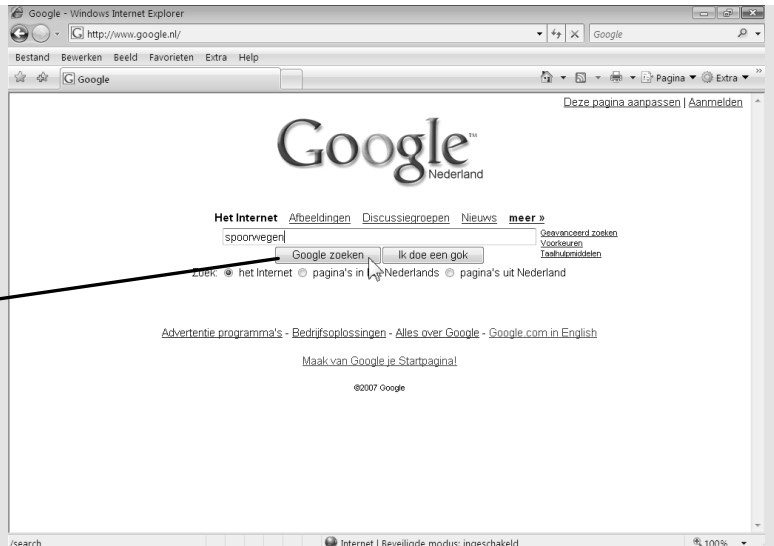 Google - Windows Internet Explorer
http://www.google.nl/
Google
Bestand Bewerken Beeld Favorieten Extra Help
Google
Pagina Extra
Deze pagina aanpassen | Aanmelden
Google™
Nederland
Het Internet Afbeeldingen Discussiegroepen Nieuws meer »
spoorwegen
Geavanceerd zoeken
Voorkeuren
Taalhulpmiddelen
Google zoeken Ik doe een gok
Zoek: het Internet pagina's in Nederlands pagina's uit Nederland
Advertentie programma's - Bedrijfsoplossingen - Alles over Google - Google.com in English
Maak van Google je Startpagina!
©2007 Google
/search Internet | Beveiligde modus: ingeschakeld 100%